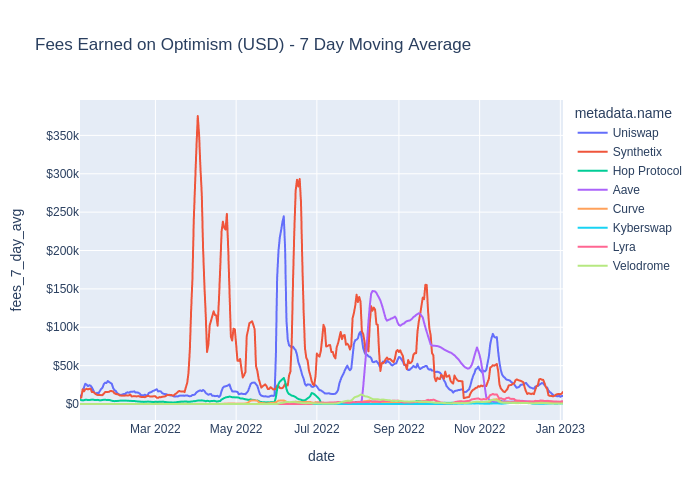 Fees Earned on Optimism (USD) - 7 Day Moving Average
metadata.name
Uniswap
Synthetix
Hop Protocol
Aave
Curve
Kyberswap
Lyra
Velodrome
fees_7_day_avg
$350k
$300k
$250k
$200k
$150k
$100k
$50k
$0
Mar 2022 May 2022 Jul 2022 Sep 2022 Nov 2022 Jan 2023
date